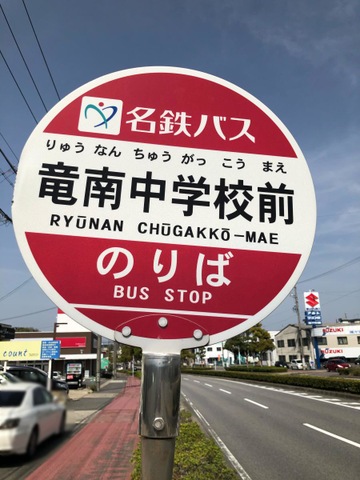 名鉄バス
りゅう なん ちゅう がっ こう まえ
竜南中学校前
RYŪNAN CHŪGAKKŌ-MAE
のりば
BUS STOP
count
SUZUKI